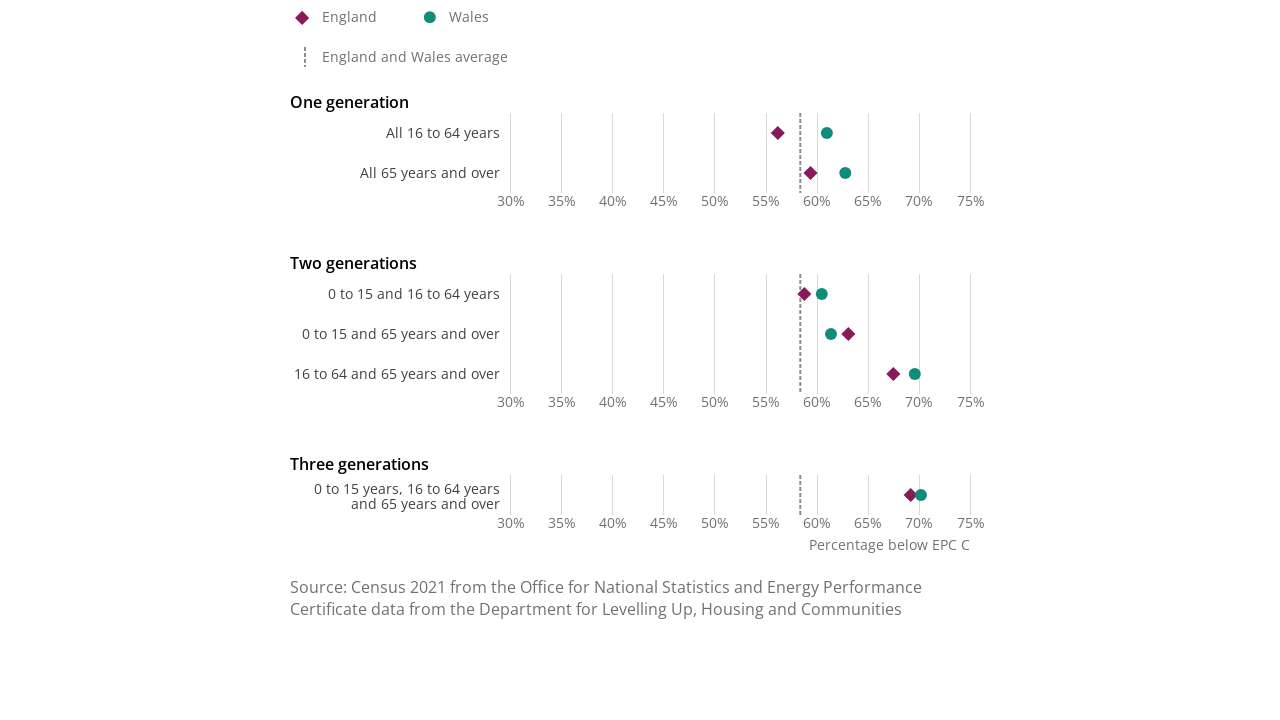 England
Wales
England and Wales average
One generation
All 16 to 64 years
All 65 years and over
30% 35% 40% 45% 50% 55% 60% 65% 70% 75%
Two generations
0 to 15 and 16 to 64 years
0 to 15 and 65 years and over
16 to 64 and 65 years and over
30% 35% 40% 45% 50% 55% 60% 65% 70% 75%
Three generations
0 to 15 years, 16 to 64 years
and 65 years and over
30% 35% 40% 45% 50% 55% 60% 65% 70% 75%
Percentage below EPC C
Source: Census 2021 from the Office for National Statistics and Energy Performance
Certificate data from the Department for Levelling Up, Housing and Communities